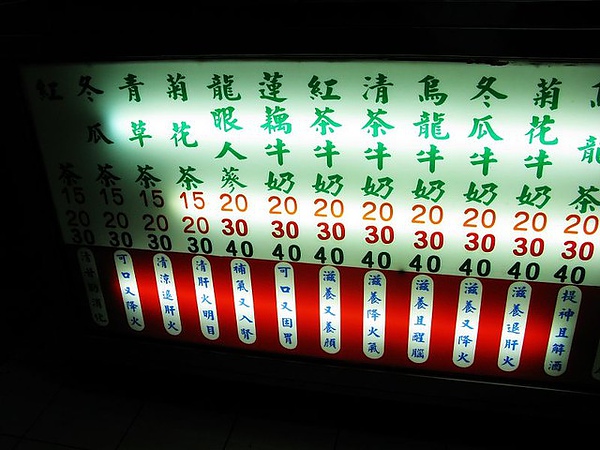 紅茶
冬瓜茶
青草茶
菊花茶
龍眼人蔘
蓮藕牛奶
紅茶牛奶
清茶牛奶
烏龍牛奶
冬瓜牛奶
菊花牛奶
龍茶
15 15 15 15 20 20 20 20 20 20 20 20
20 20 20 20 30 30 30 30 30 30 30 30
30 30 30 30 40 40 40 40 40 40 40 40
可口又降火
清涼退肝火
清肝火明目
補氣又入腎
可口又固胃
滋養又養顏
滋養降火氣
滋養且醒腦
滋養又降火
滋養退肝火
提神且解酒